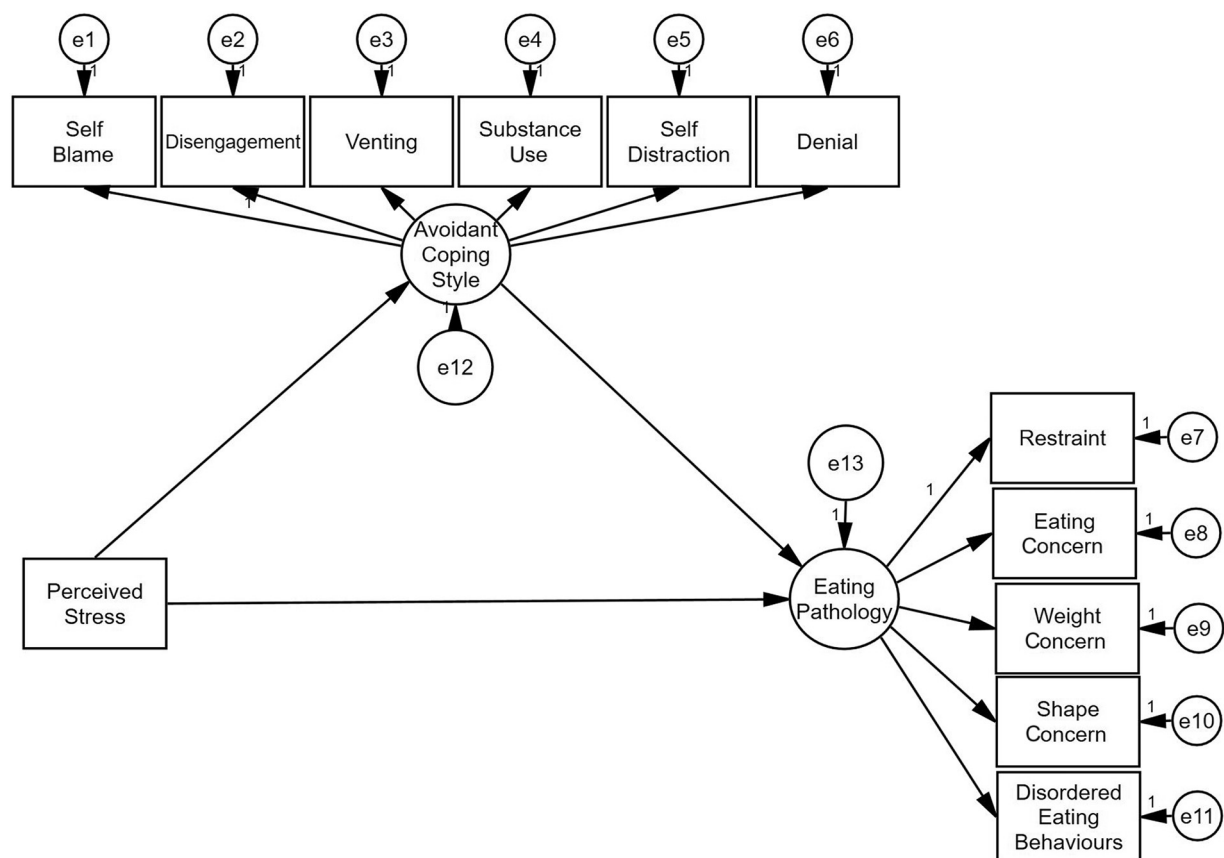 e1
e2
e3
e4
e5
e6
1
1
1
1
1
1
Self
Blame
Disengagement
Venting
Substance
Use
Self
Distraction
Denial
1
Avoidant
Coping
Style
1
e12
Restraint
1
e7
e13
1
1
Eating
Concern
1
e8
Perceived
Stress
Eating
Pathology
Weight
Concern
1
e9
Shape
Concern
1
e10
Disordered
Eating
Behaviours
1
e11